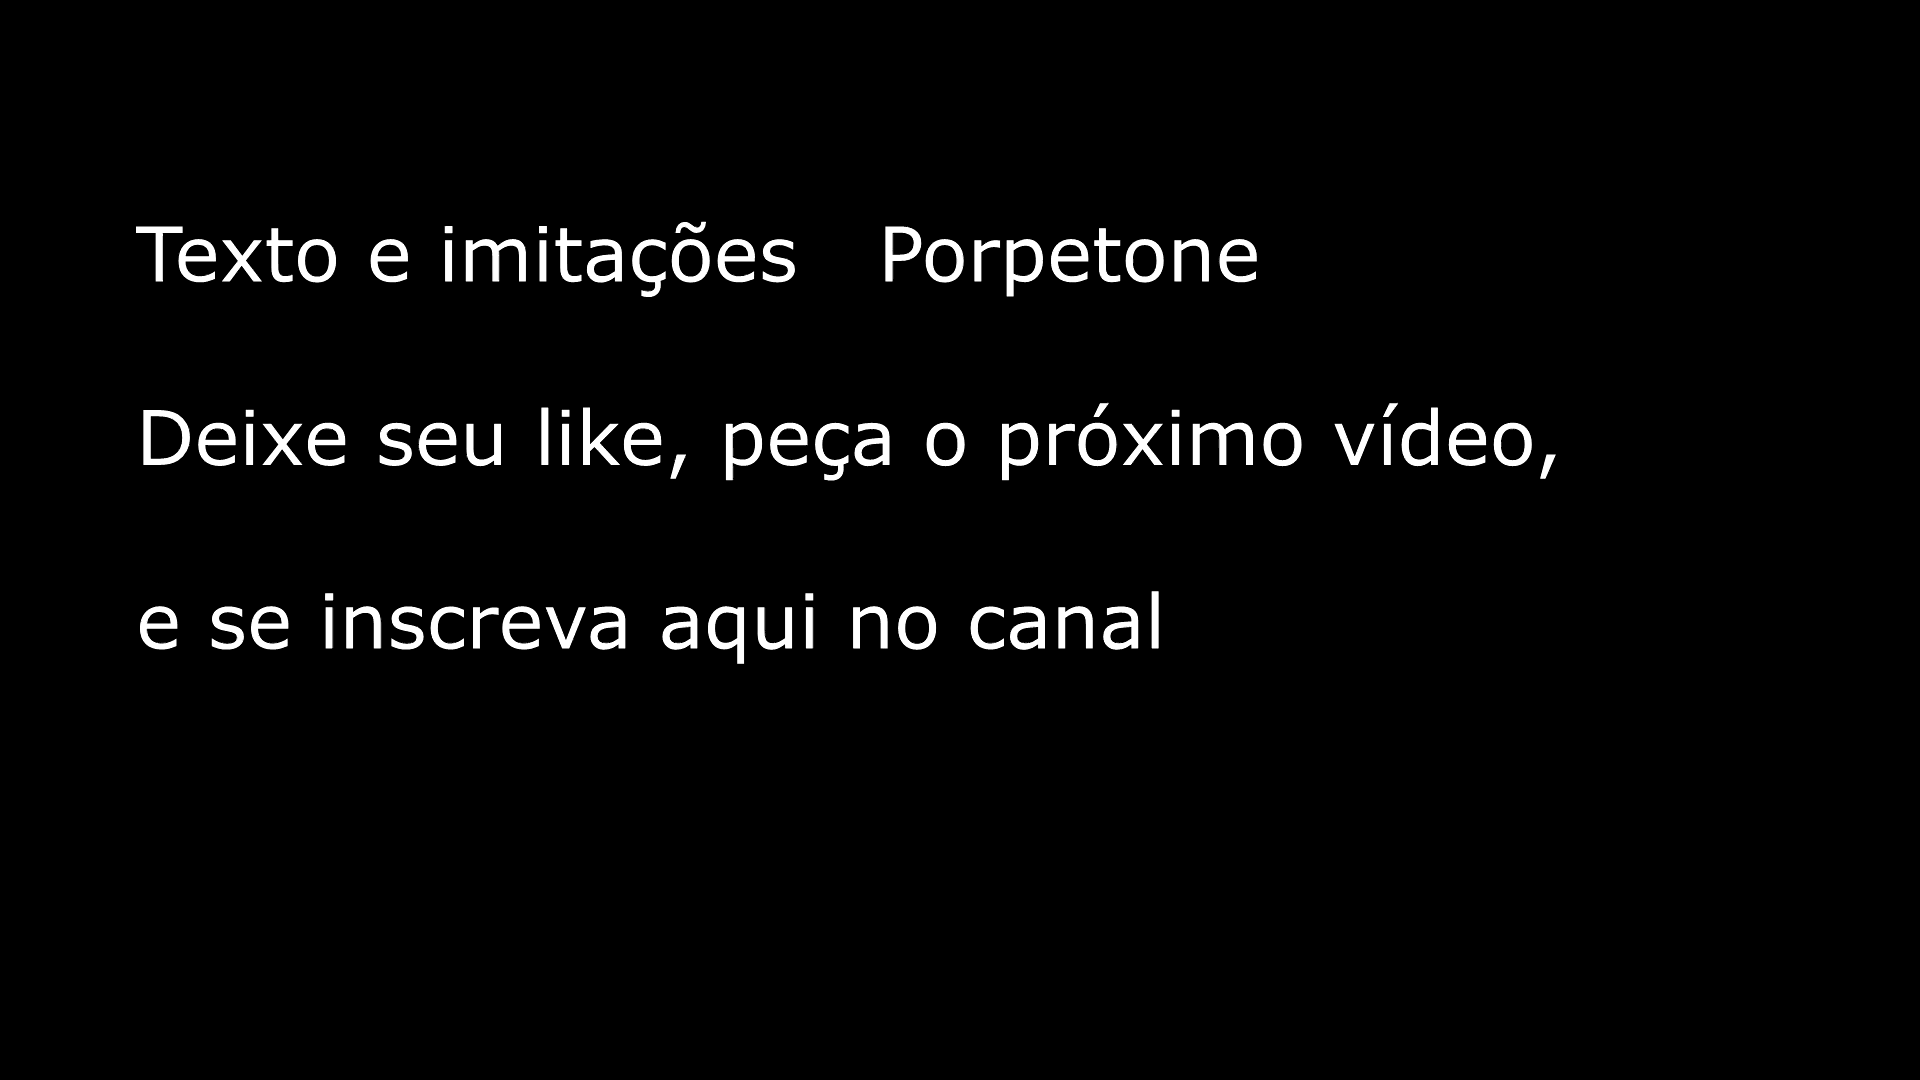 Texto e imitações   Porpetone
Deixe seu like, peça o próximo vídeo,
e se inscreva aqui no canal